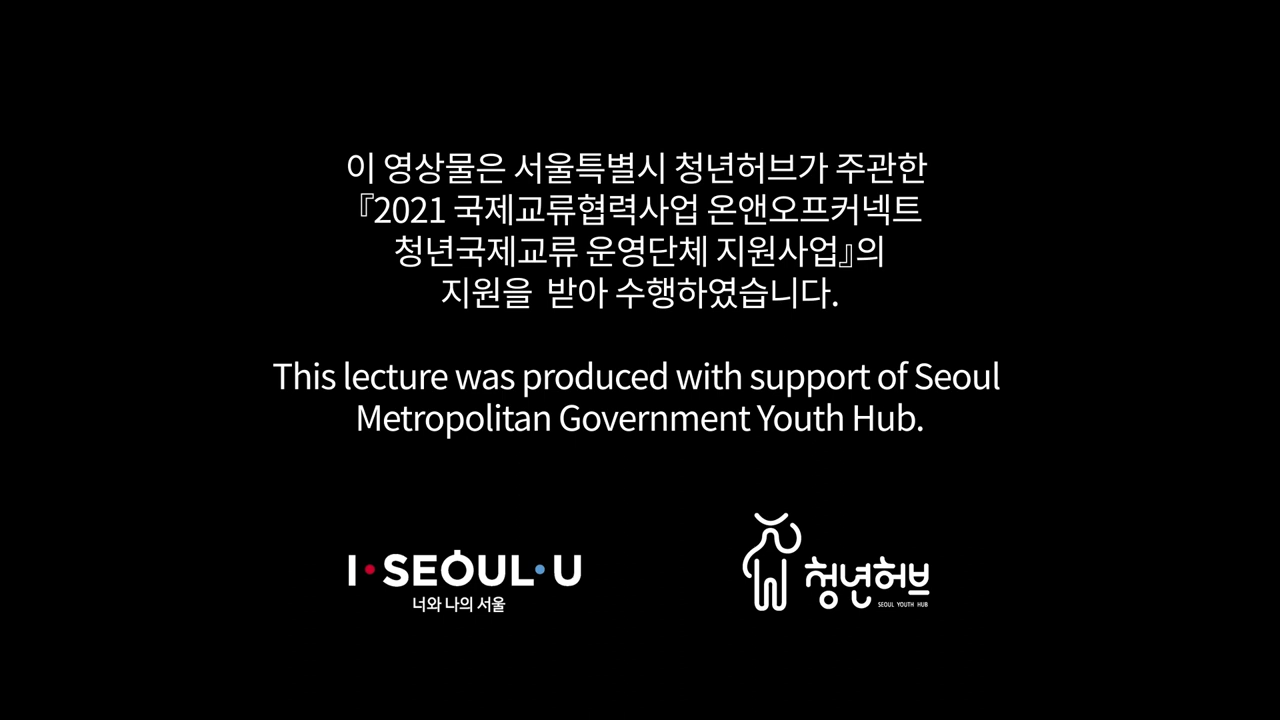 이 영상물은 서울특별시 청년허브가 주관한
『2021 국제교류협력사업 온앤오프커넥트
청년국제교류 운영단체 지원사업』의
지원을 받아 수행하였습니다.
This lecture was produced with support of Seoul
Metropolitan Government Youth Hub.
I·SEOUL·U
너와 나의 서울
청년허브
SEOUL YOUTH HUB